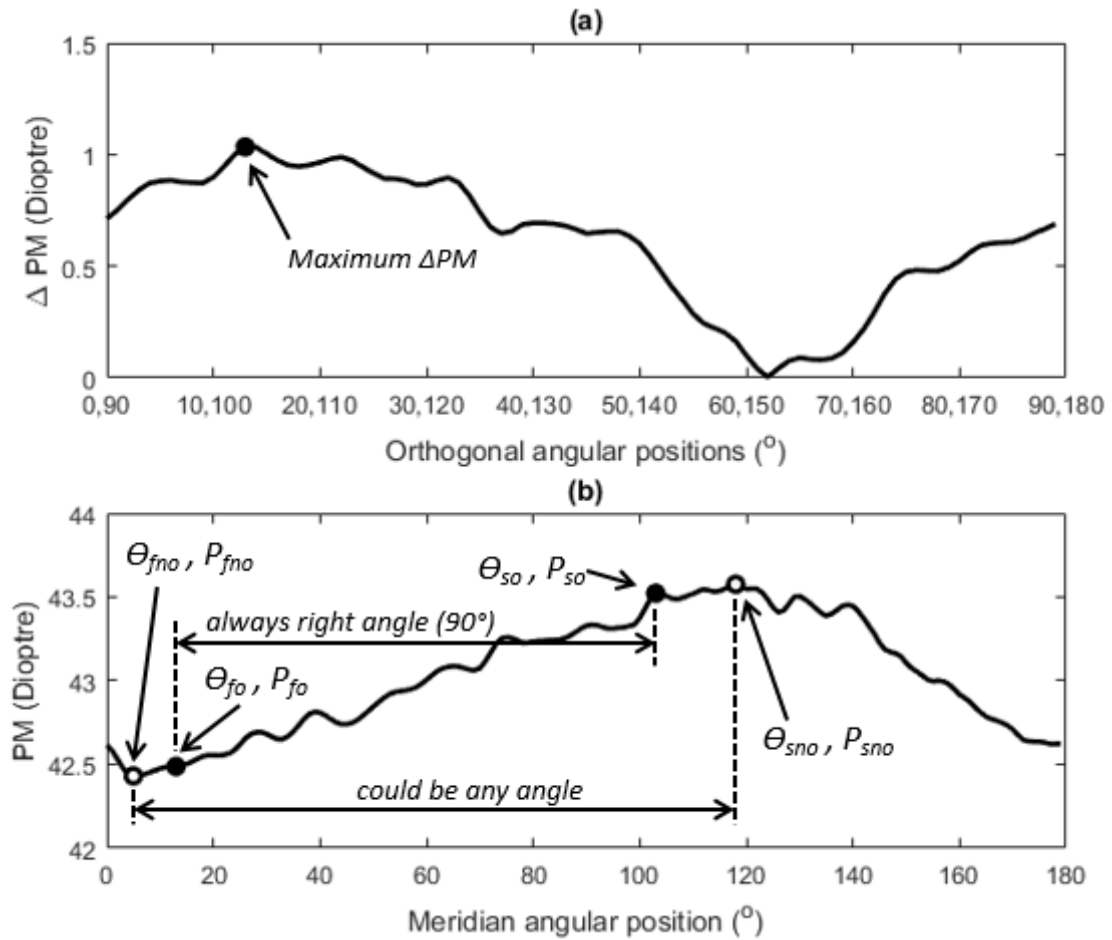 (a)
1.5
1
0.5
0
Δ PM (Dioptre)
Maximum ΔPM
0,90 10,100 20,110 30,120 40,130 50,140 60,150 70,160 80,170 90,180
Orthogonal angular positions (°)
(b)
44
43.5
43
42.5
42
PM (Dioptre)
Θfno , Pfno
Θso , Pso
always right angle (90°)
Θfo , Pfo
Θsno , Psno
could be any angle
0 20 40 60 80 100 120 140 160 180
Meridian angular position (°)